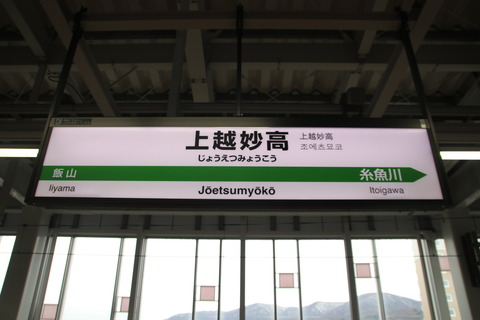 上越妙高
じょうえつみょうこう
上越妙高
조에츠묘코
飯山
Iiyama
Jōetsumyōkō
糸魚川
Itoigawa